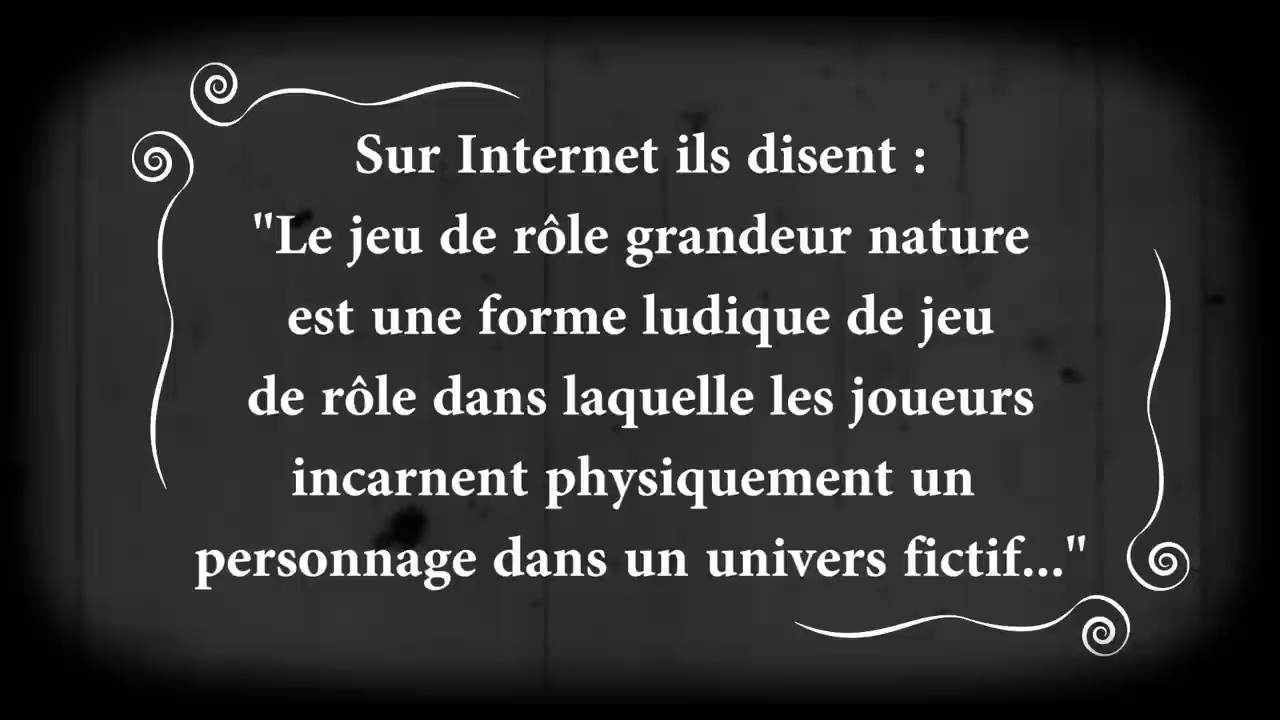 Sur Internet ils disent :
"Le jeu de rôle grandeur nature
est une forme ludique de jeu
de rôle dans laquelle les joueurs
incarnent physiquement un
personnage dans un univers fictif..."